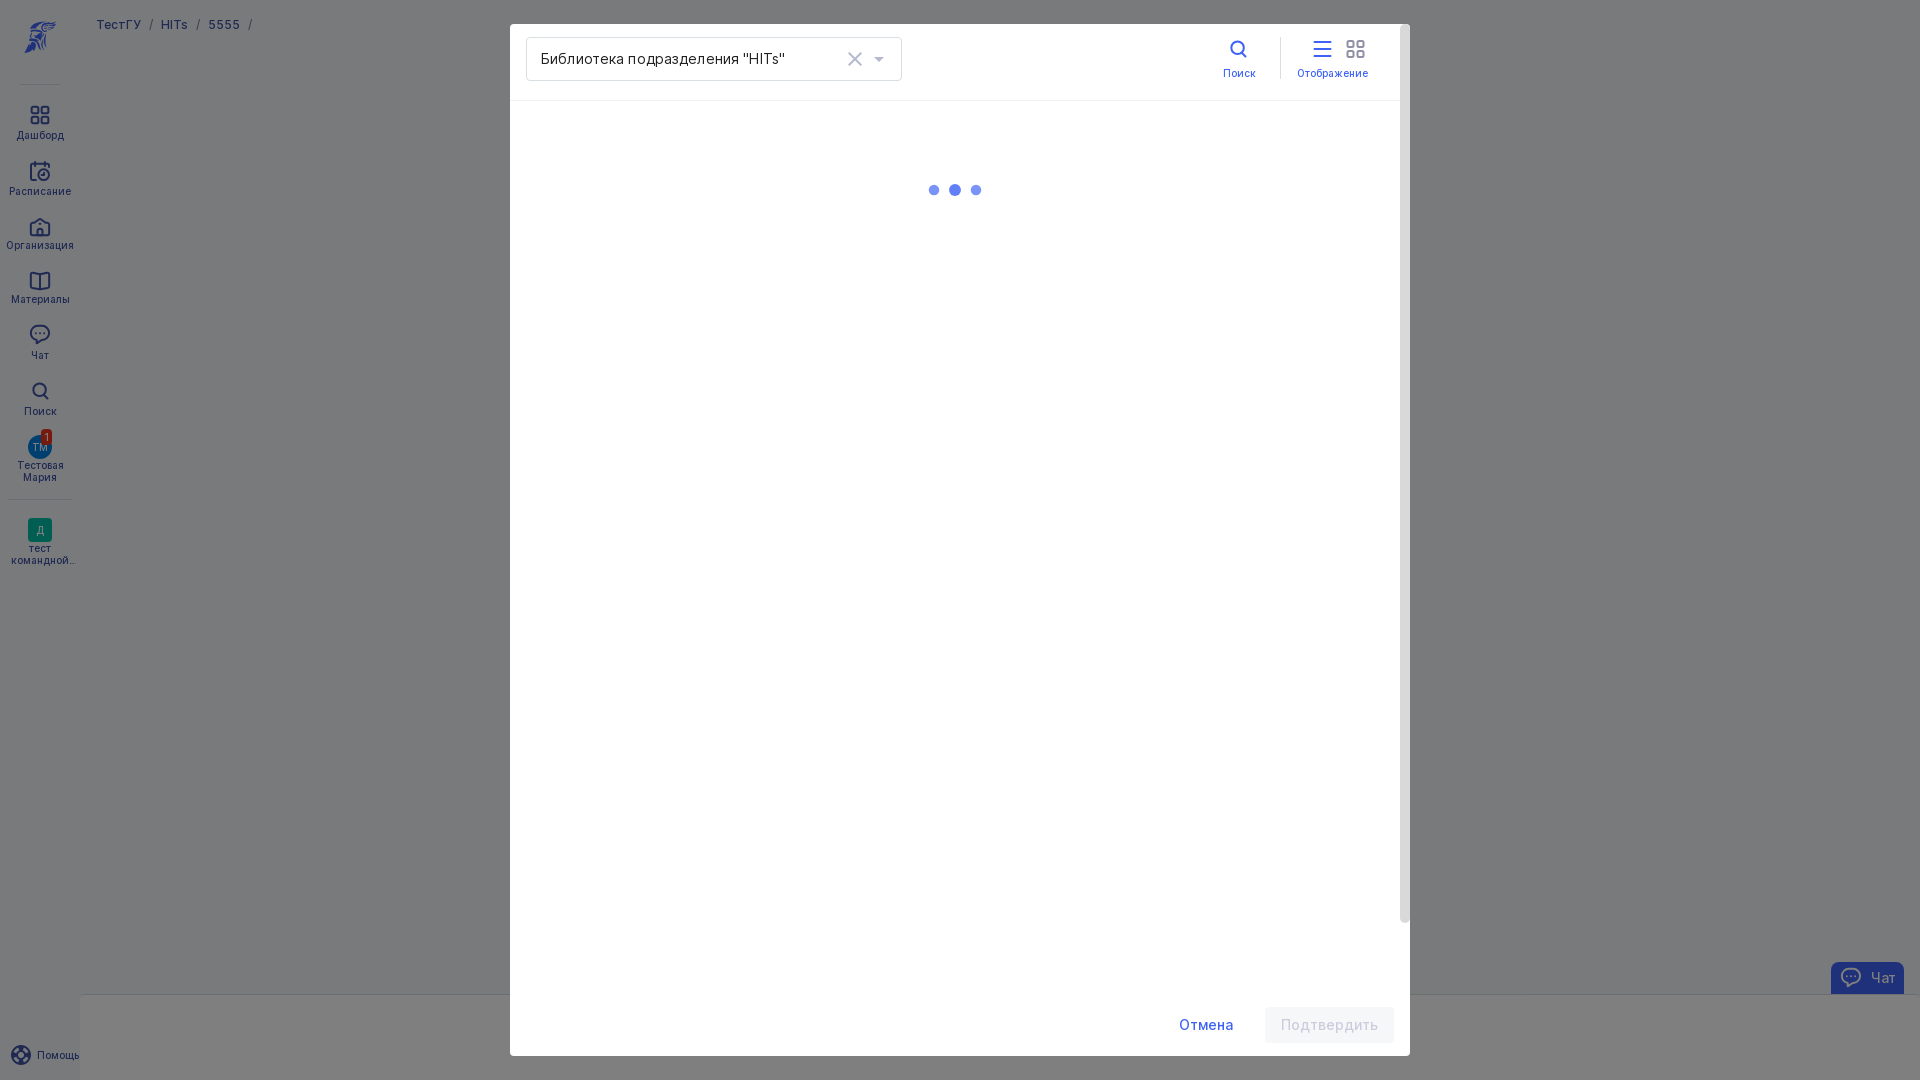 ТестГУ / HITs / 5555 /
Библиотека подразделения "HITs"
Поиск
Отображение
Дашборд
Расписание
Организация
Материалы
Чат
Поиск
1
ТМ
Тестовая
Мария
Д
тест
командной...
Помощь
Чат
Отмена
Подтвердить